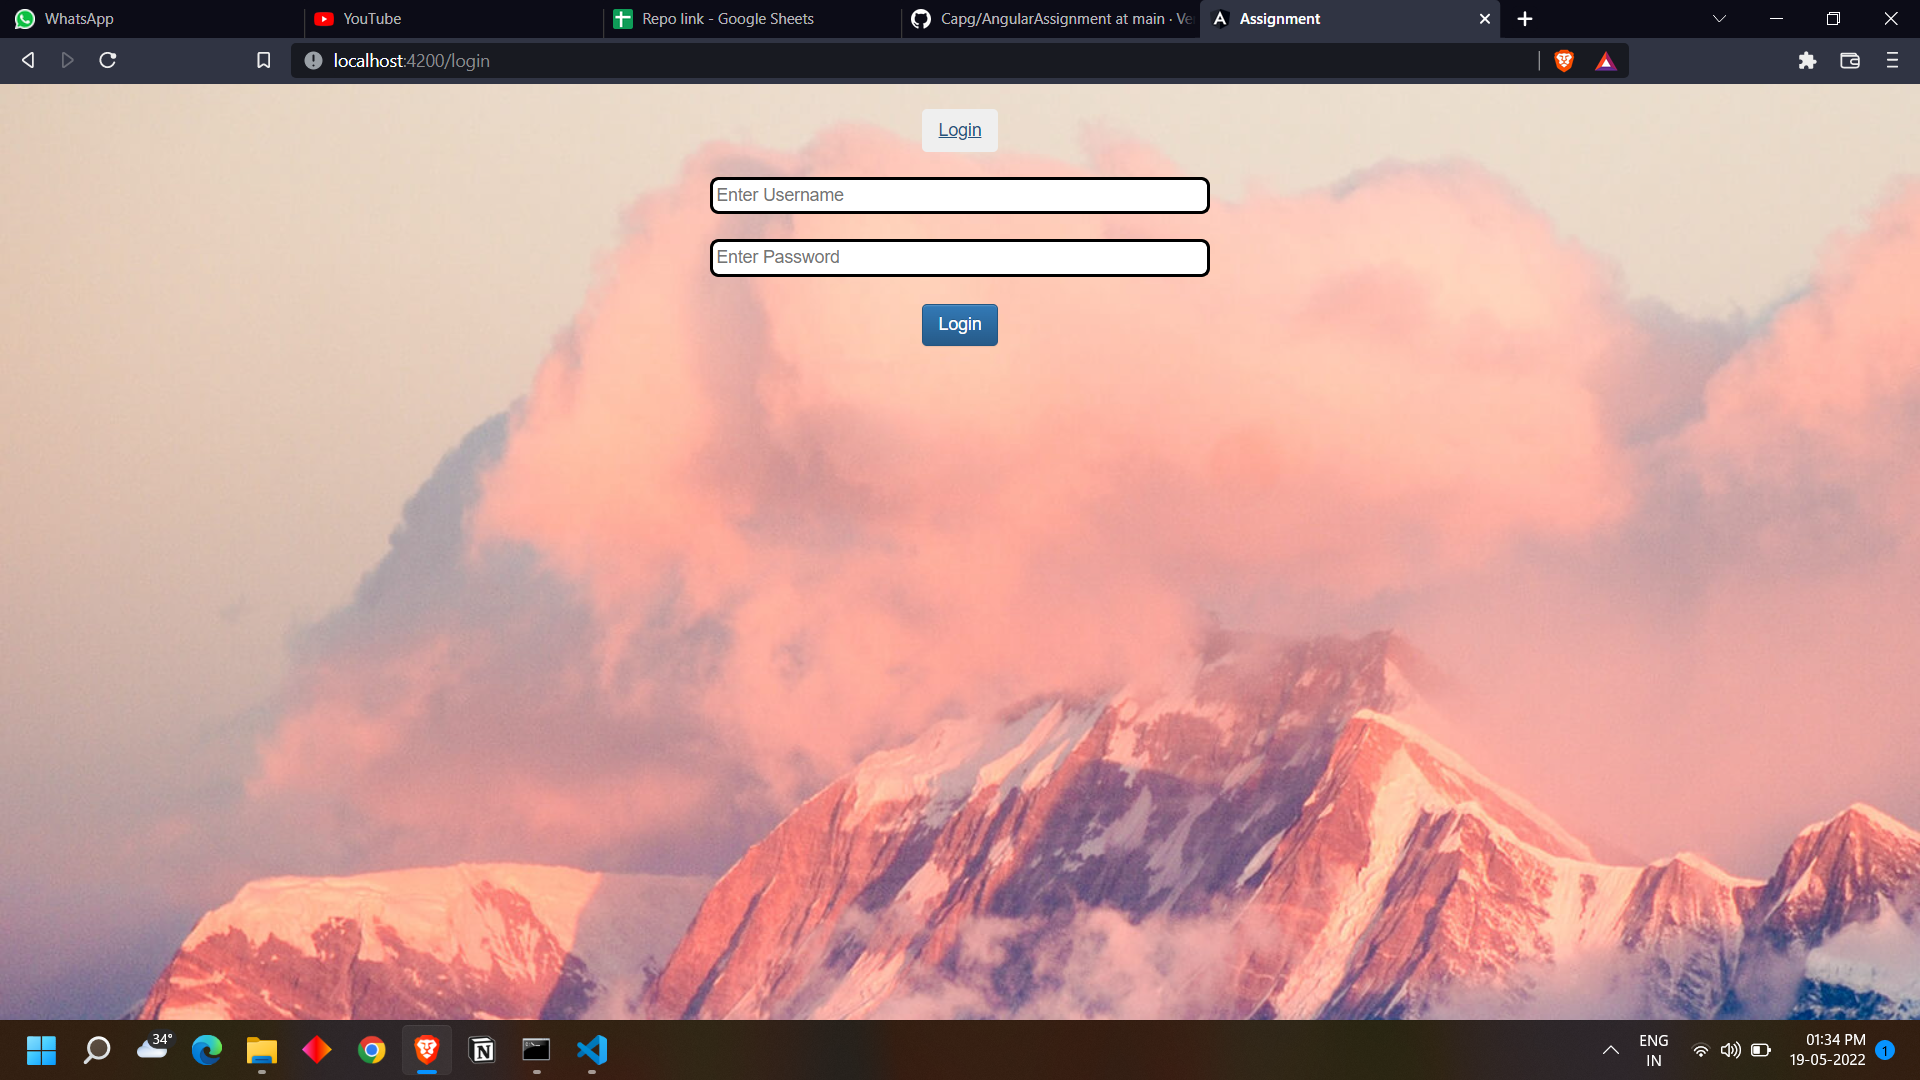 WhatsApp
YouTube
Repo link - Google Sheets
Capg/AngularAssignment at main · Ve
Assignment
localhost:4200/login
Login
Enter Username
Enter Password
Login
34°
ENG
IN
01:34 PM
19-05-2022
1